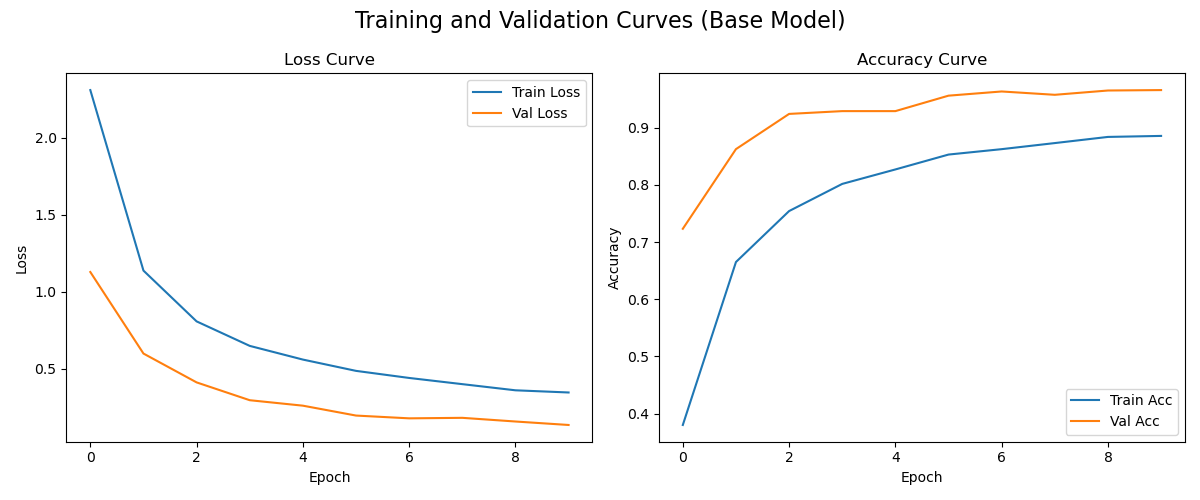 Training and Validation Curves (Base Model)
Loss Curve
Train Loss
Val Loss
2.0
1.5
1.0
0.5
Loss
0 2 4 6 8
Epoch
Accuracy Curve
0.9
0.8
0.7
0.6
0.5
0.4
Accuracy
Train Acc
Val Acc
0 2 4 6 8
Epoch